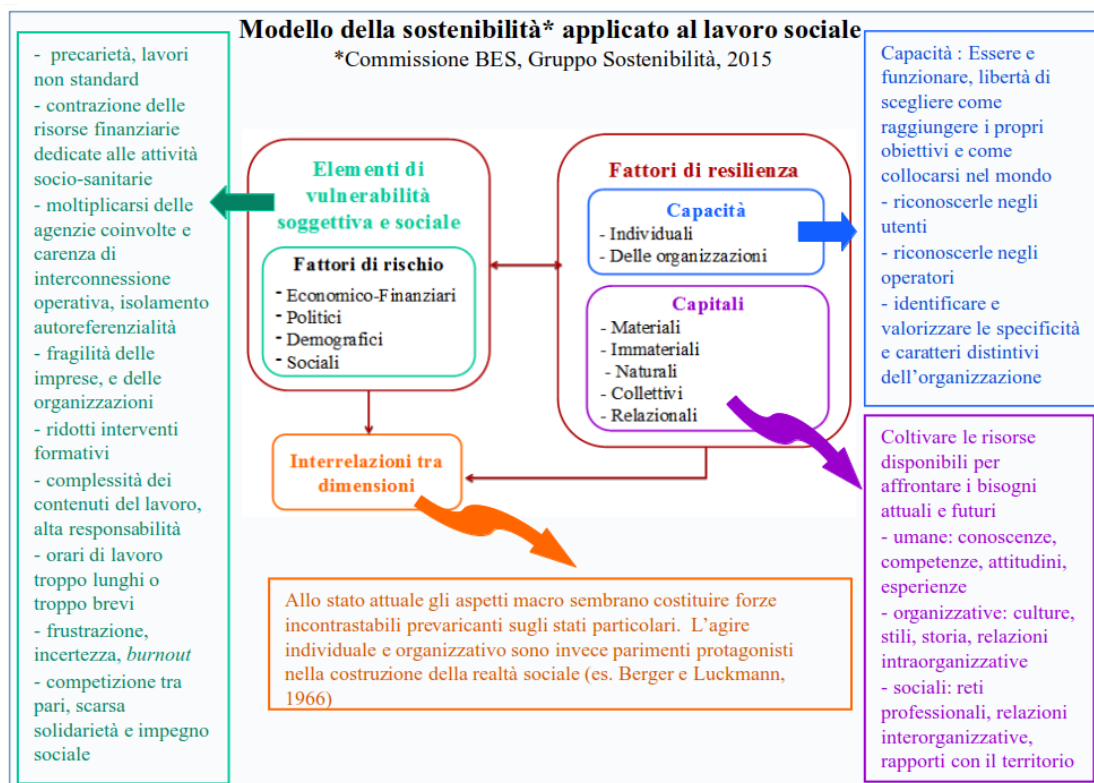 Modello della sostenibilità* applicato al lavoro sociale
*Commissione BES, Gruppo Sostenibilità, 2015
- precarietà, lavori
non standard
- contrazione delle
risorse finanziarie
dedicate alle attività
socio-sanitarie
- moltiplicarsi delle
agenzie coinvolte e
carenza di
interconnessione
operativa, isolamento
autoreferenzialità
- fragilità delle
imprese, e delle
organizzazioni
- ridotti interventi
formativi
- complessità dei
contenuti del lavoro,
alta responsabilità
- orari di lavoro
troppo lunghi o
troppo brevi
- frustrazione,
incertezza, burnout
- competizione tra
pari, scarsa
solidarietà e impegno
sociale
Elementi di
vulnerabilità
soggettiva e sociale
Fattori di rischio
- Economico-Finanziari
- Politici
- Demografici
- Sociali
Fattori di resilienza
Capacità
- Individuali
- Delle organizzazioni
Capitali
- Materiali
- Immateriali
- Naturali
- Collettivi
- Relazionali
Interrelazioni tra
dimensioni
Allo stato attuale gli aspetti macro sembrano costituire forze
incontrastabili prevaricanti sugli stati particolari. L'agire
individuale e organizzativo sono invece parimenti protagonisti
nella costruzione della realtà sociale (es. Berger e Luckmann,
1966)
Capacità : Essere e
funzionare, libertà di
scegliere come
raggiungere i propri
obiettivi e come
collocarsi nel mondo
- riconoscerle negli
utenti
- riconoscerle negli
operatori
- identificare e
valorizzare le specificità
e caratteri distintivi
dell'organizzazione
Coltivare le risorse
disponibili per
affrontare i bisogni
attuali e futuri
- umane: conoscenze,
competenze, attitudini,
esperienze
- organizzative: culture,
stili, storia, relazioni
intraorganizzative
- sociali: reti
professionali, relazioni
interorganizzative,
rapporti con il territorio